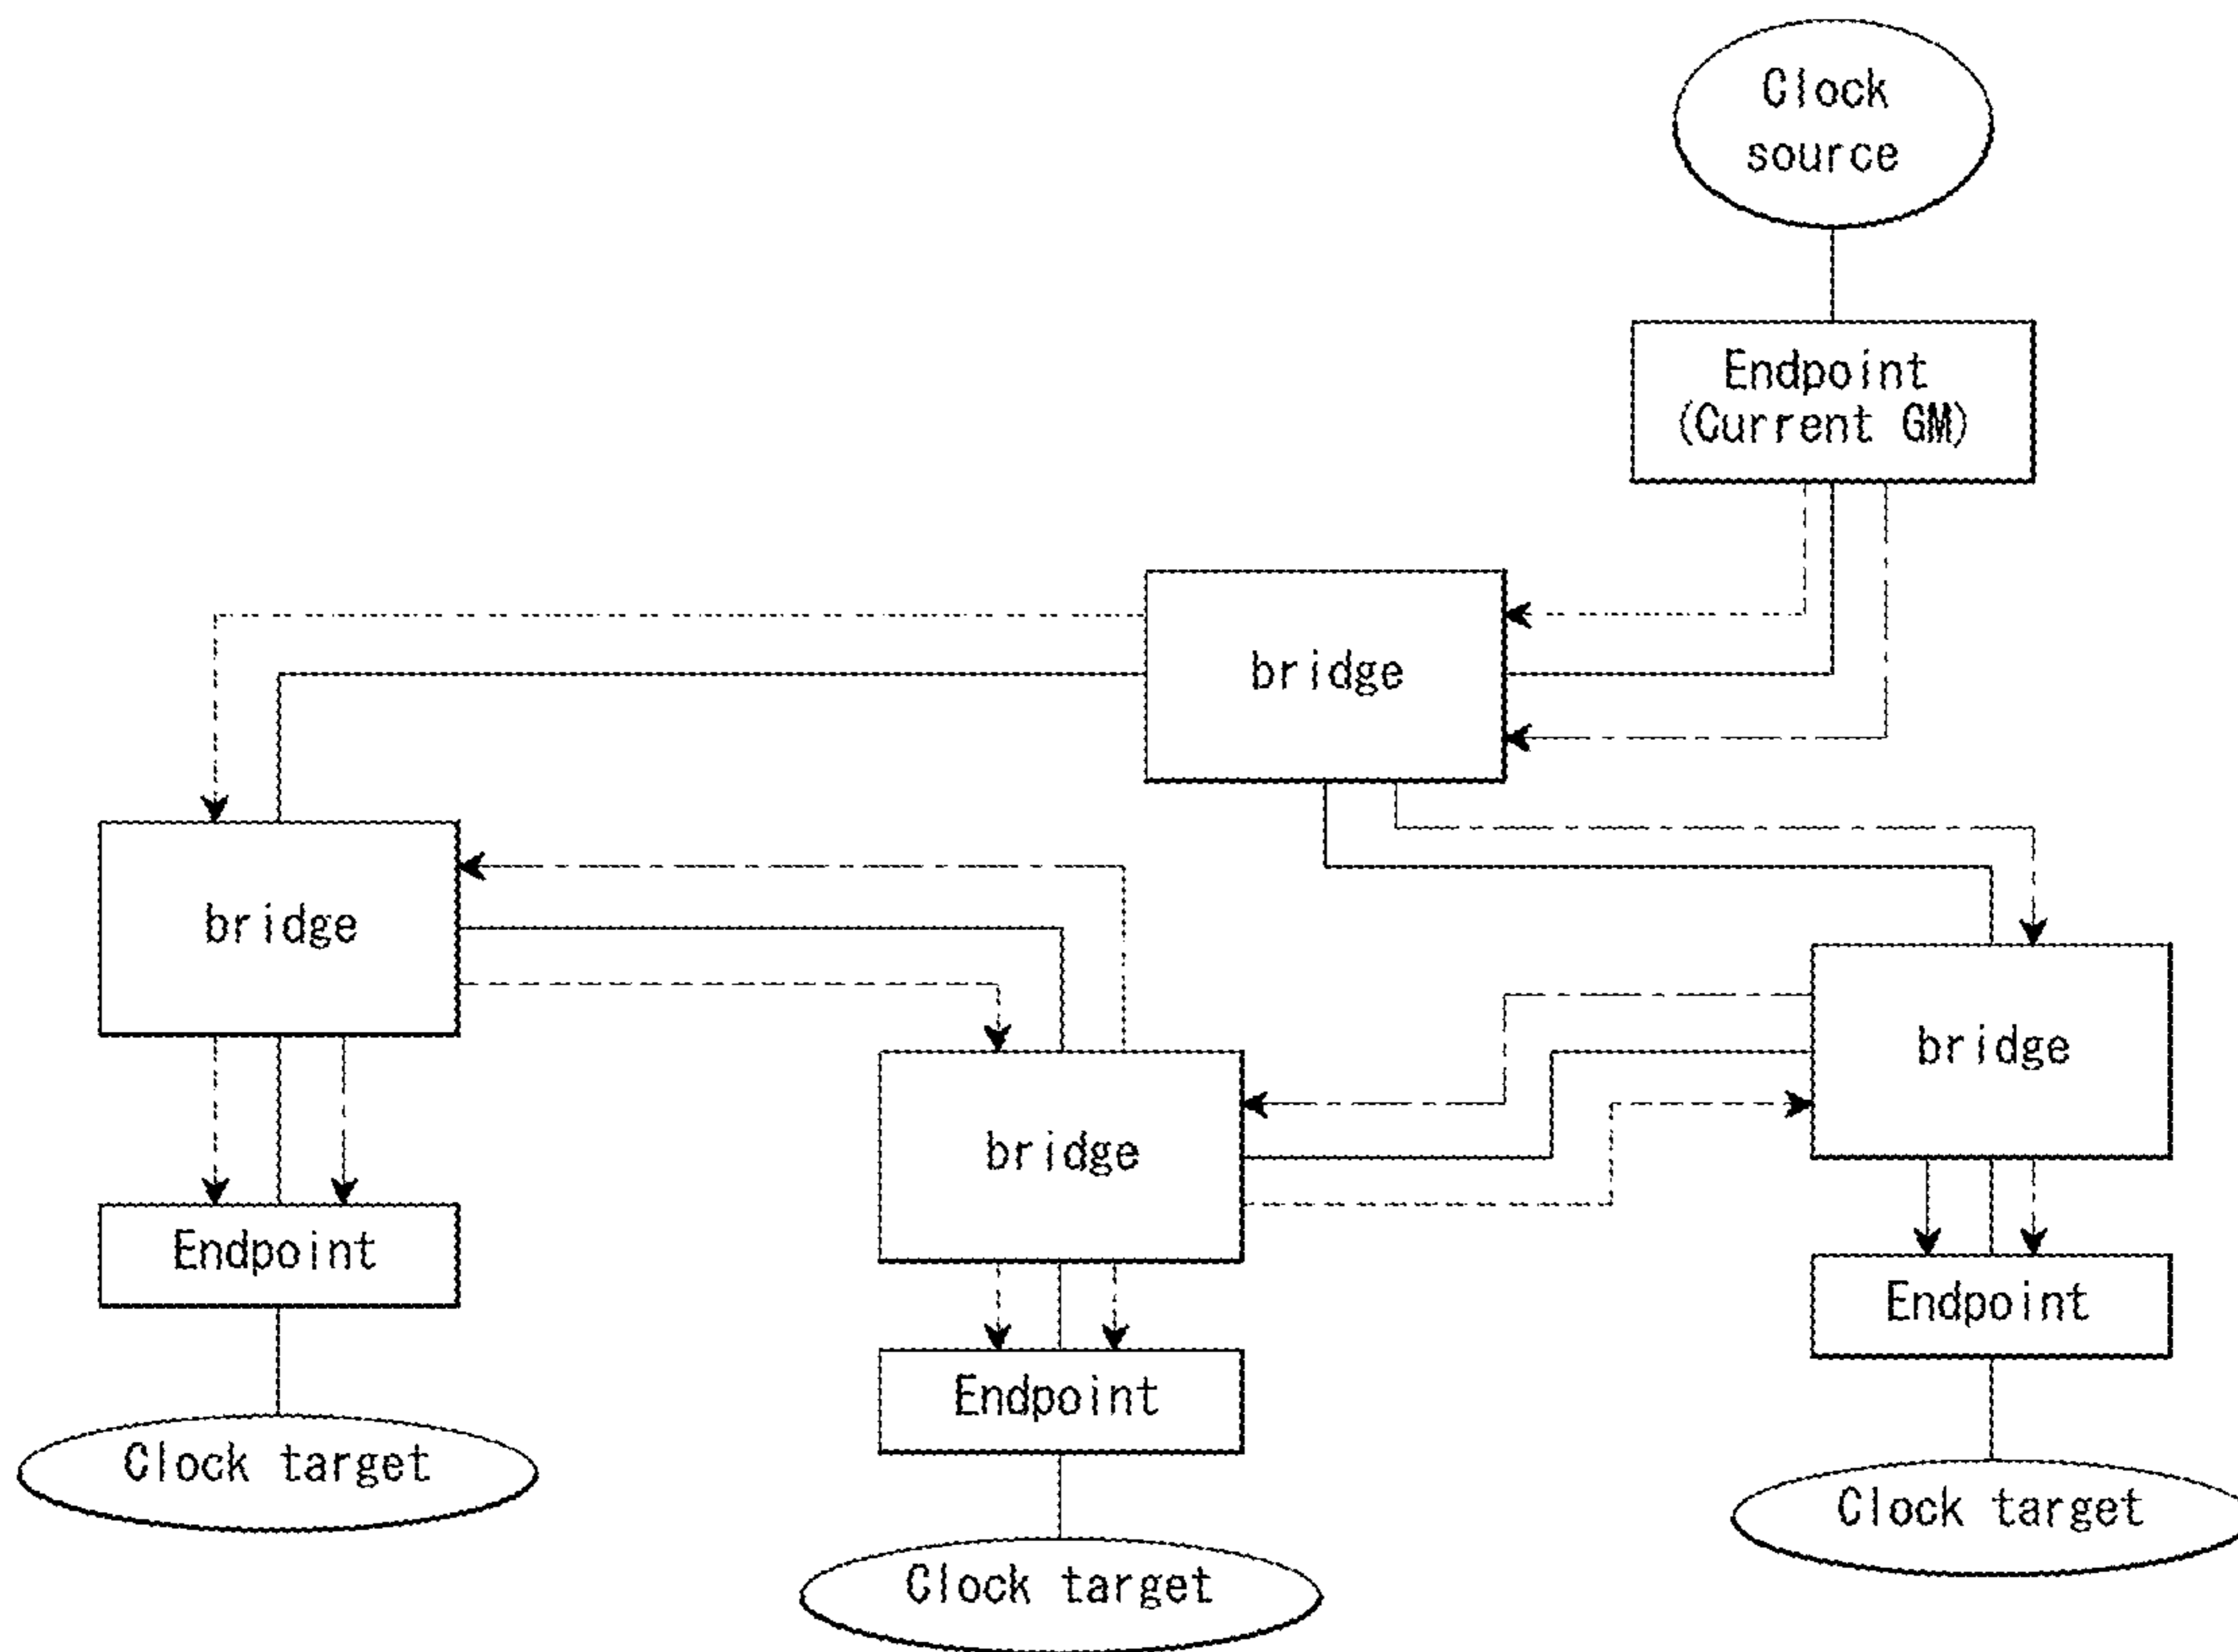 Clock
source
Endpoint
(Current GM)
bridge
bridge
bridge
bridge
Endpoint
Endpoint
Endpoint
Clock target
Clock target
Clock target